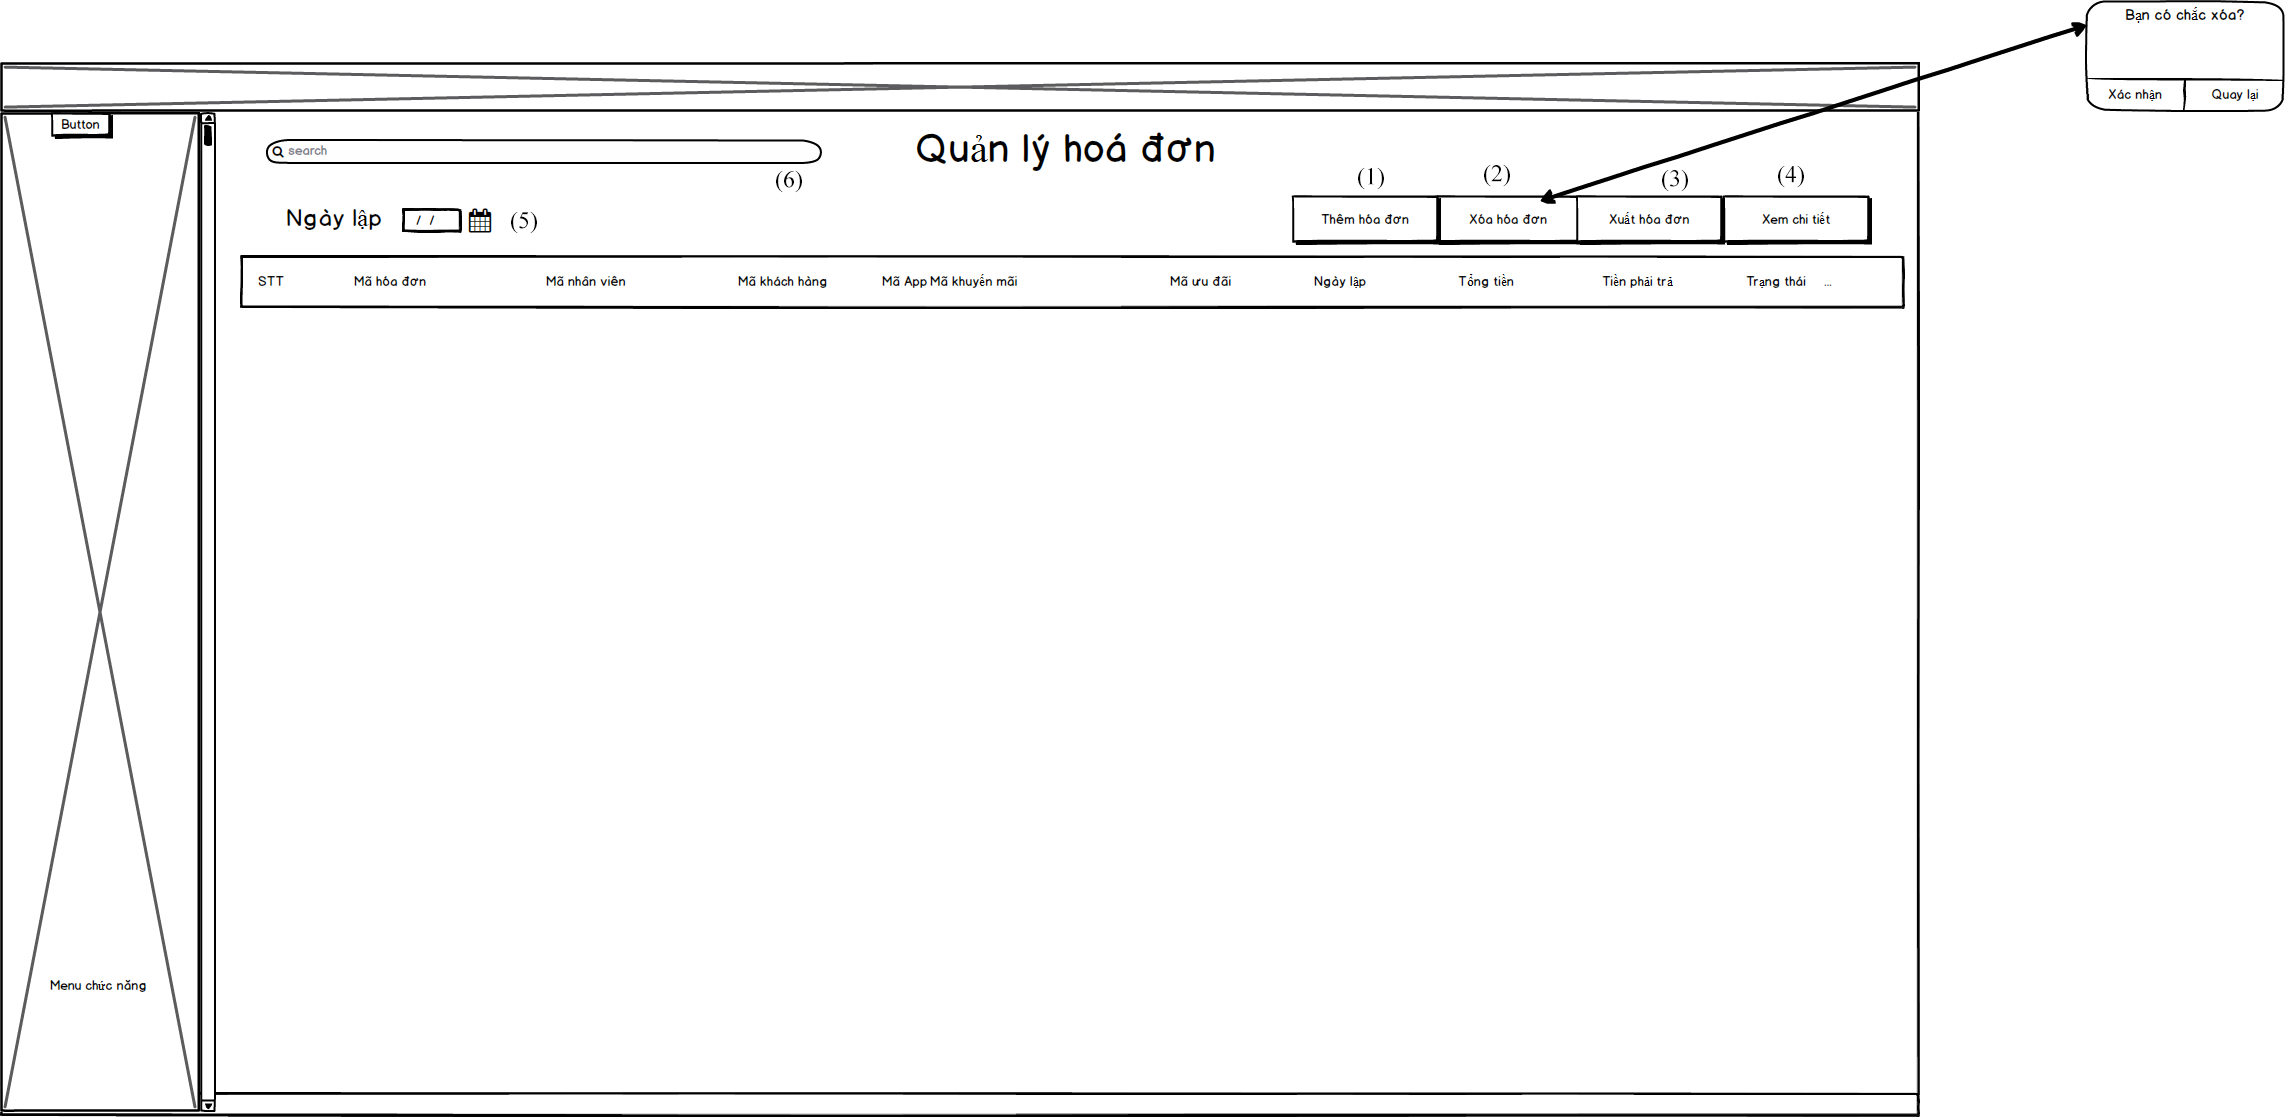 Bạn có chắc xóa?
Xác nhận
Quay lại
Button
search
Quản lý hoá đơn
(6)
(1)
(2)
(3)
(4)
Ngày lập
/ /
(5)
Thêm hóa đơn
Xóa hóa đơn
Xuất hóa đơn
Xem chi tiết
STT Mã hóa đơn Mã nhân viên Mã khách hàng Mã App Mã khuyến mãi Mã ưu đãi Ngày lập Tổng tiền Tiền phải trả Trạng thái ...
Menu chức năng